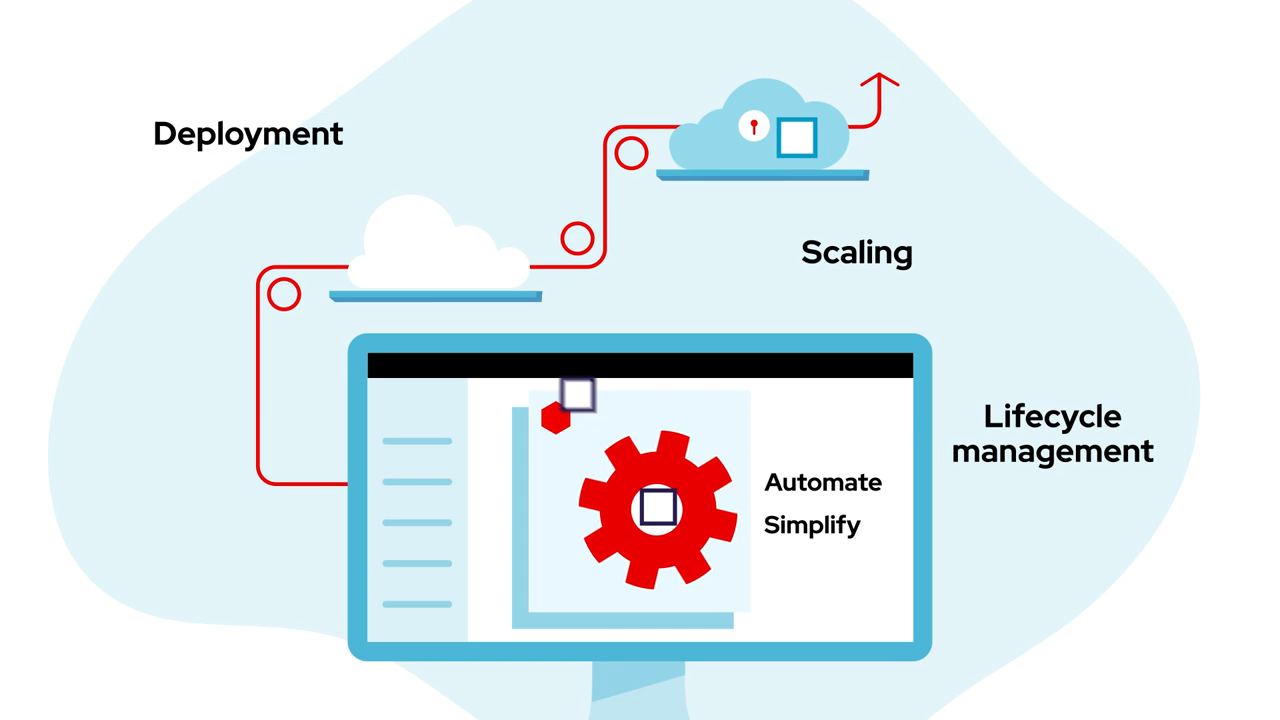 Deployment
Scaling
Lifecycle
management
Automate
Simplify